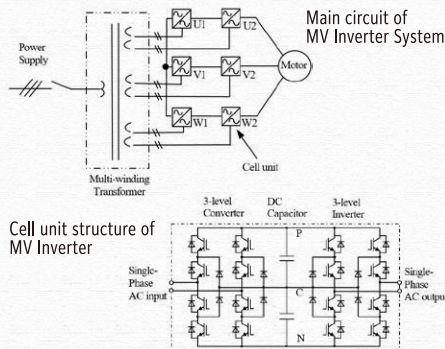 Main circuit of
MV Inverter System
Power
Supply
U1
U2
V1
V2
Motor
W1
W2
Cell unit
Multi-winding
Transformer
Cell unit structure of
MV Inverter
3-level
Converter
DC
Capacitor
3-level
Inverter
P
Single-
Phase
AC input
C
Single-
Phase
AC output
N